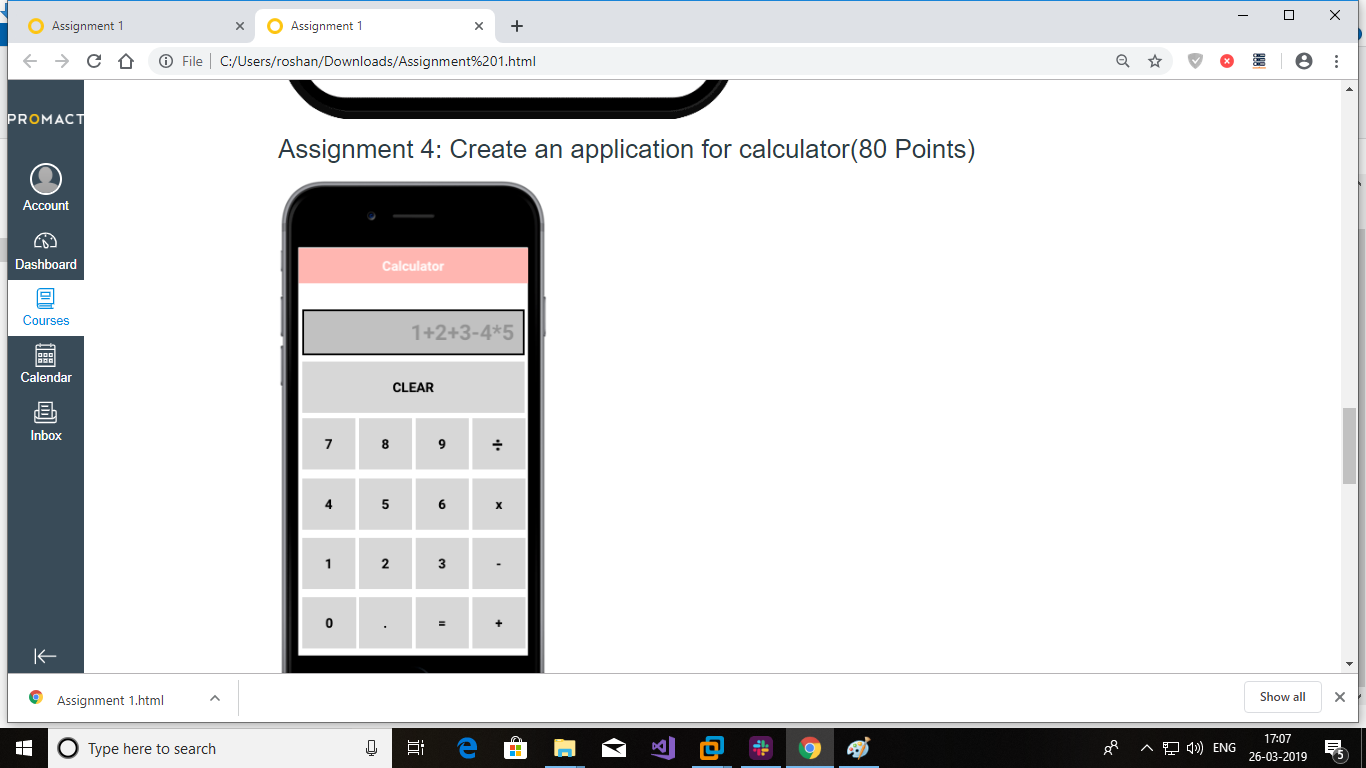 Assignment 1
Assignment 1
File
C:/Users/roshan/Downloads/Assignment%201.html
PROMACT
Account
Dashboard
Courses
Calendar
Inbox
Assignment 4: Create an application for calculator(80 Points)
Calculator
1+2+3-4*5
CLEAR
7 8 9 ÷
4 5 6 x
1 2 3 -
0 . = +
Assignment 1.html
Show all
Type here to search
ENG
17:07
26-03-2019
5